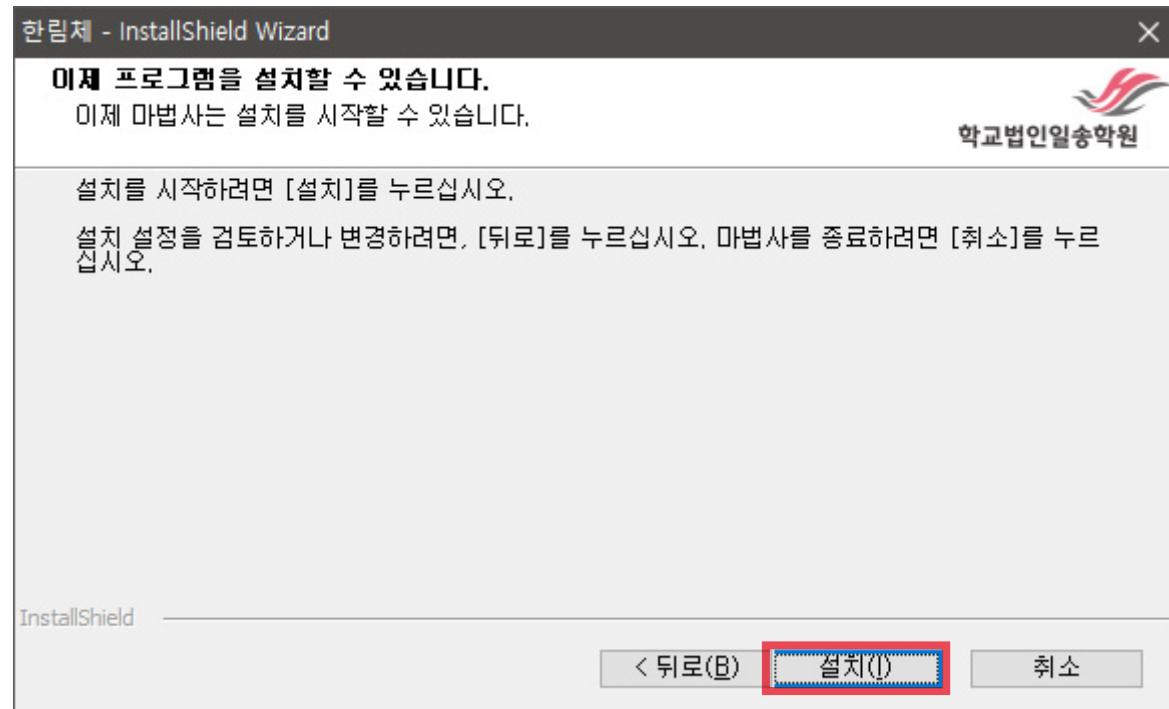 한림체 - InstallShield Wizard
이제 프로그램을 설치할 수 있습니다.
이제 마법사는 설치를 시작할 수 있습니다.
학교법인일송학원
설치를 시작하려면 [설치]를 누르십시오.
설치 설정을 검토하거나 변경하려면, [뒤로]를 누르십시오. 마법사를 종료하려면 [취소]를 누르
십시오.
InstallShield
< 뒤로(B) 설치(I) 취소